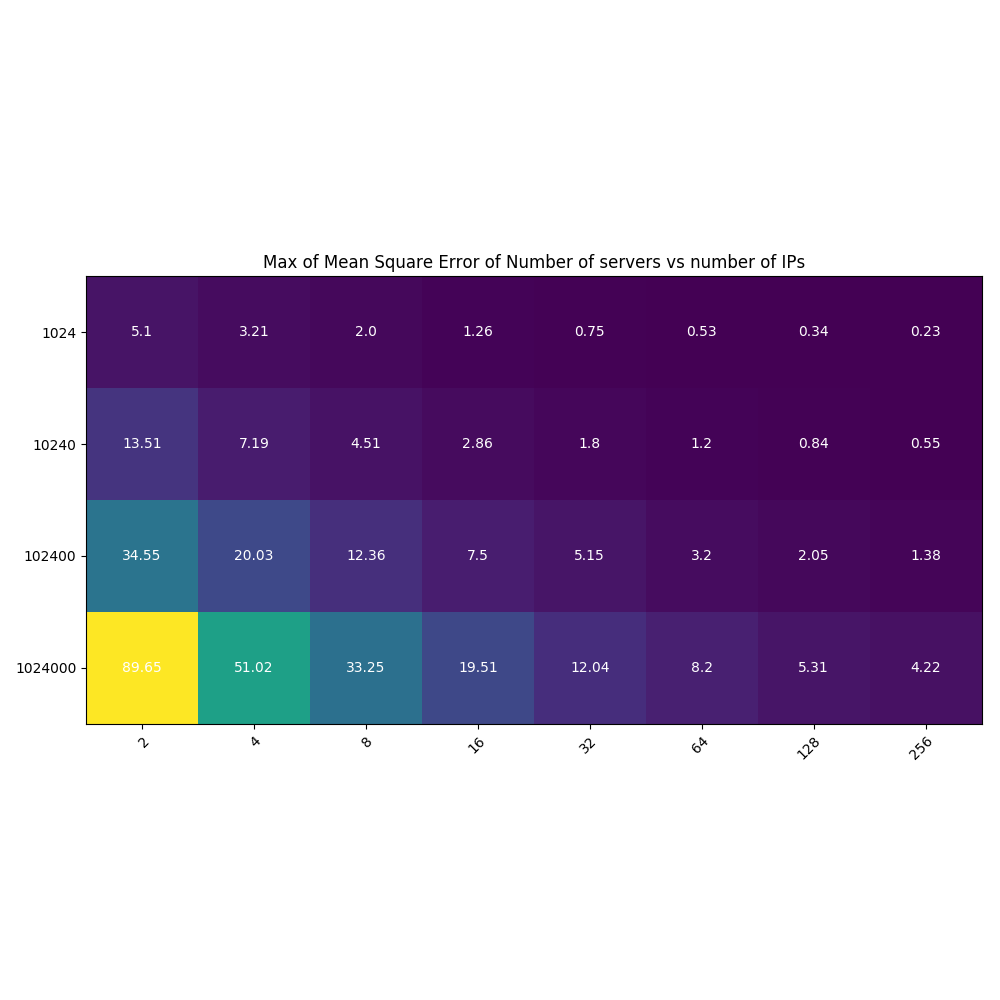 Max of Mean Square Error of Number of servers vs number of IPs
1024 5.1 3.21 2.0 1.26 0.75 0.53 0.34 0.23
10240 13.51 7.19 4.51 2.86 1.8 1.2 0.84 0.55
102400 34.55 20.03 12.36 7.5 5.15 3.2 2.05 1.38
1024000 89.65 51.02 33.25 19.51 12.04 8.2 5.31 4.22
2 4 8 16 32 64 128 256